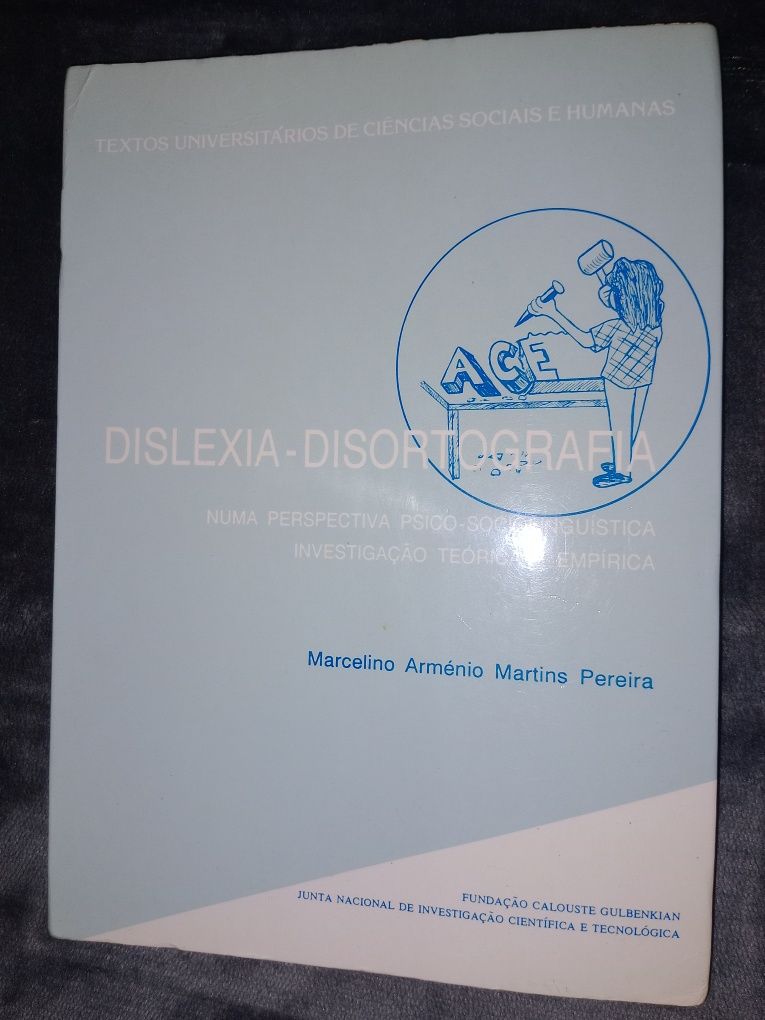 TEXTOS UNIVERSITÁRIOS DE CIÊNCIAS SOCIAIS E HUMANAS
ACE
DISLEXIA - DISORTOGRAFIA
NUMA PERSPECTIVA PSICO-SOCIOLINGUÍSTICA
INVESTIGAÇÃO TEÓRICA E EMPÍRICA
Marcelino Arménio Martins Pereira
FUNDAÇÃO CALOUSTE GULBENKIAN
JUNTA NACIONAL DE INVESTIGAÇÃO CIENTÍFICA E TECNOLÓGICA